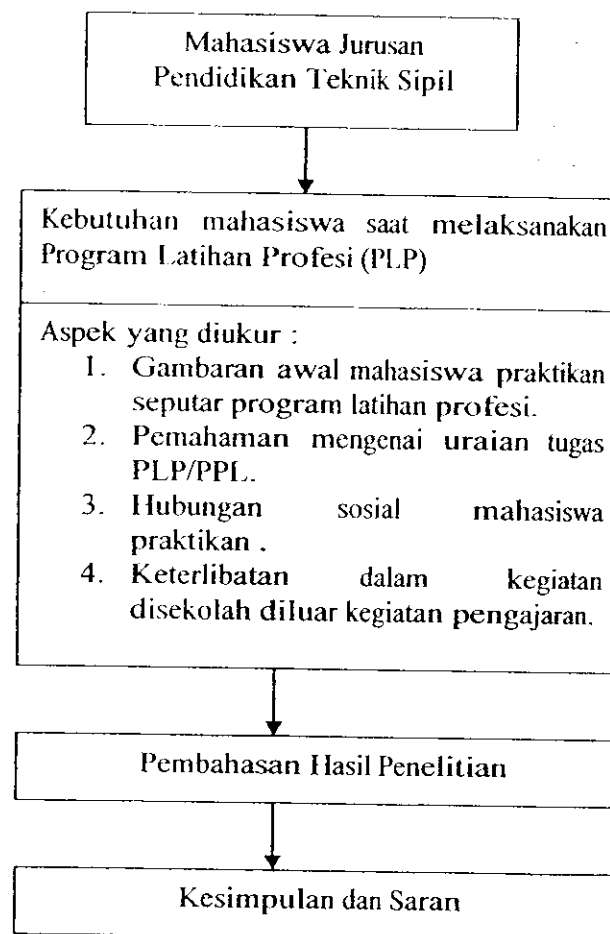 Mahasiswa Jurusan
Pendidikan Teknik Sipil
Kebutuhan mahasiswa saat melaksanakan
Program Latihan Profesi (PLP)
Aspek yang diukur :
1. Gambaran awal mahasiswa praktikan
seputar program latihan profesi.
2. Pemahaman mengenai uraian tugas
PLP/PPL.
3. Hubungan sosial mahasiswa
praktikan .
4. Keterlibatan dalam kegiatan
disekolah diluar kegiatan pengajaran.
Pembahasan Hasil Penelitian
Kesimpulan dan Saran